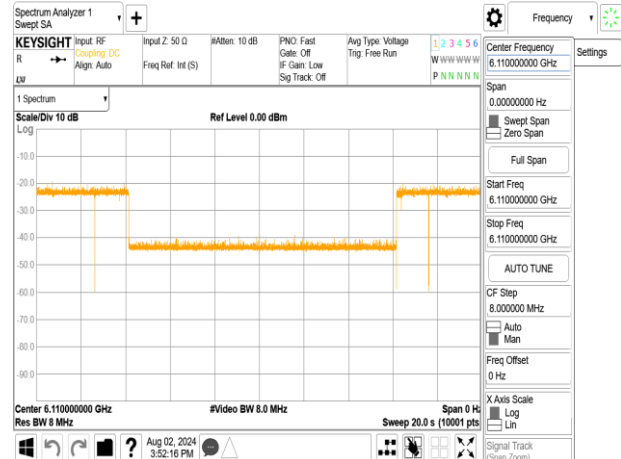 Spectrum Analyzer 1
Swept SA
Frequency
KEYSIGHT
Input: RF
Coupling: DC
Align: Auto
R
LXI
Input Z: 50 Ω
Freq Ref: Int (S)
#Atten: 10 dB
PNO: Fast
Gate: Off
IF Gain: Low
Sig Track: Off
Avg Type: Voltage
Trig: Free Run
1 2 3 4 5 6
W W W W W W
P N N N N N
Center Frequency
6.110000000 GHz
Settings
Span
0.00000000 Hz
Swept Span
Zero Span
Full Span
Start Freq
6.110000000 GHz
Stop Freq
6.110000000 GHz
AUTO TUNE
CF Step
8.000000 MHz
Auto
Man
Freq Offset
0 Hz
X Axis Scale
Log
Lin
Signal Track
(Span Zoom)
1 Spectrum
Scale/Div 10 dB
Ref Level 0.00 dBm
Log
-10.0
-20.0
-30.0
-40.0
-50.0
-60.0
-70.0
-80.0
-90.0
Center 6.110000000 GHz
#Video BW 8.0 MHz
Span 0 Hz
Res BW 8 MHz
Sweep 20.0 s (10001 pts
?
Aug 02, 2024
3:52:16 PM